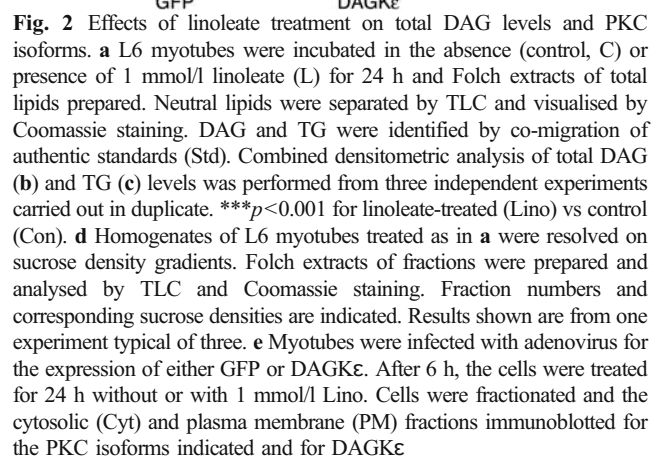 GFP DAGKε
Fig. 2 Effects of linoleate treatment on total DAG levels and PKC
isoforms. a L6 myotubes were incubated in the absence (control, C) or
presence of 1 mmol/l linoleate (L) for 24 h and Folch extracts of total
lipids prepared. Neutral lipids were separated by TLC and visualised by
Coomassie staining. DAG and TG were identified by co-migration of
authentic standards (Std). Combined densitometric analysis of total DAG
(b) and TG (c) levels was performed from three independent experiments
carried out in duplicate. ***p<0.001 for linoleate-treated (Lino) vs control
(Con). d Homogenates of L6 myotubes treated as in a were resolved on
sucrose density gradients. Folch extracts of fractions were prepared and
analysed by TLC and Coomassie staining. Fraction numbers and
corresponding sucrose densities are indicated. Results shown are from one
experiment typical of three. e Myotubes were infected with adenovirus for
the expression of either GFP or DAGKε. After 6 h, the cells were treated
for 24 h without or with 1 mmol/l Lino. Cells were fractionated and the
cytosolic (Cyt) and plasma membrane (PM) fractions immunoblotted for
the PKC isoforms indicated and for DAGKε